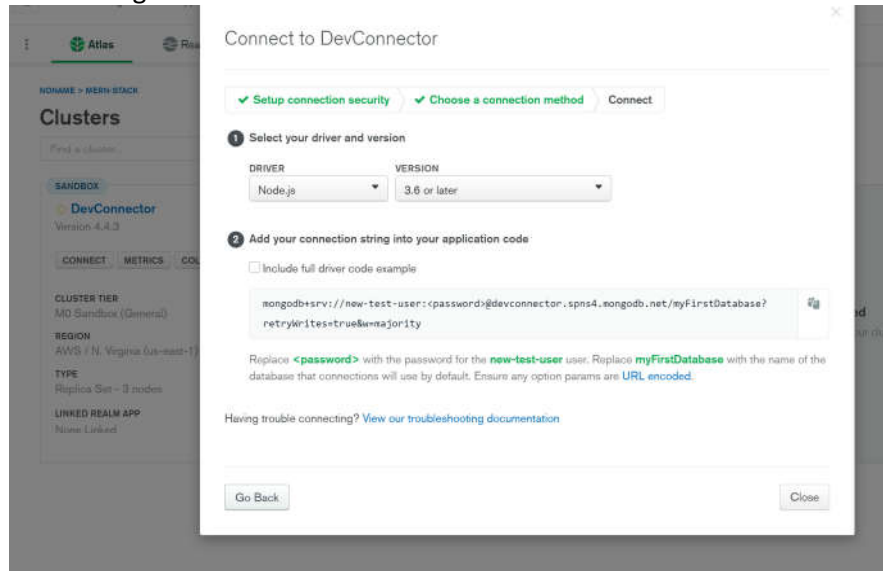 Atlas
Connect to DevConnector
NONAME > MERN-STACK
Clusters
Find a cluster...
SANDBOX
DevConnector
Version 4.4.3
CONNECT METRICS
CLUSTER TIER
M0 Sandbox (General)
REGION
AWS / N. Virginia (us-east-1)
TYPE
Replica Set - 3 nodes
LINKED REALM APP
None Linked
✔ Setup connection security ✔ Choose a connection method Connect
1 Select your driver and version
DRIVER VERSION
Node.js 3.6 or later
2 Add your connection string into your application code
Include full driver code example
mongodb+srv://new-test-user:<password>@devconnector.spns4.mongodb.net/myFirstDatabase?
retryWrites=true&w=majority
Replace <password> with the password for the new-test-user user. Replace myFirstDatabase with the name of the
database that connections will use by default. Ensure any option params are URL encoded.
Having trouble connecting? View our troubleshooting documentation
Go Back Close